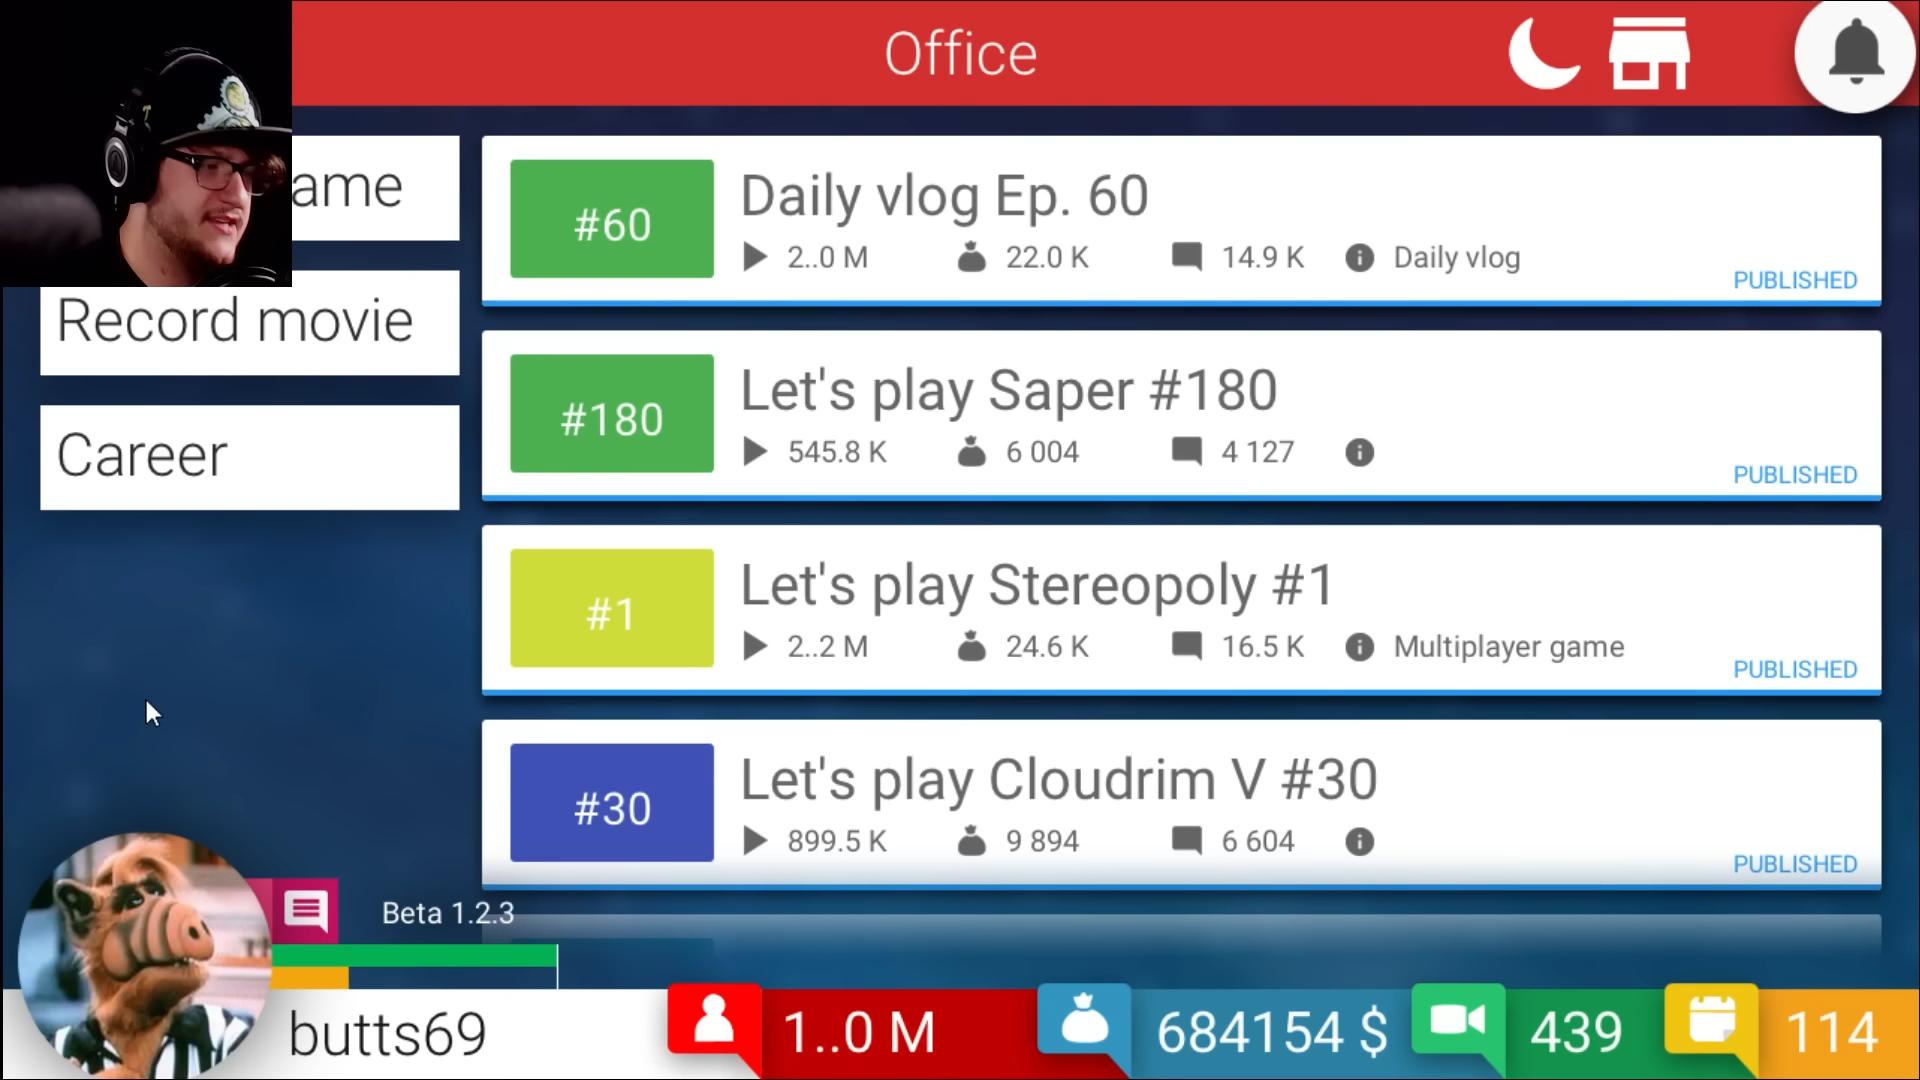 Office
ame
Record movie
Career
#60
Daily vlog Ep. 60
2..0 M
22.0 K
14.9 K
Daily vlog
PUBLISHED
#180
Let's play Saper #180
545.8 K
6 004
4 127
PUBLISHED
#1
Let's play Stereopoly #1
2..2 M
24.6 K
16.5 K
Multiplayer game
PUBLISHED
#30
Let's play Cloudrim V #30
899.5 K
9 894
6 604
PUBLISHED
Beta 1.2.3
butts69
1..0 M
684154 $
439
114